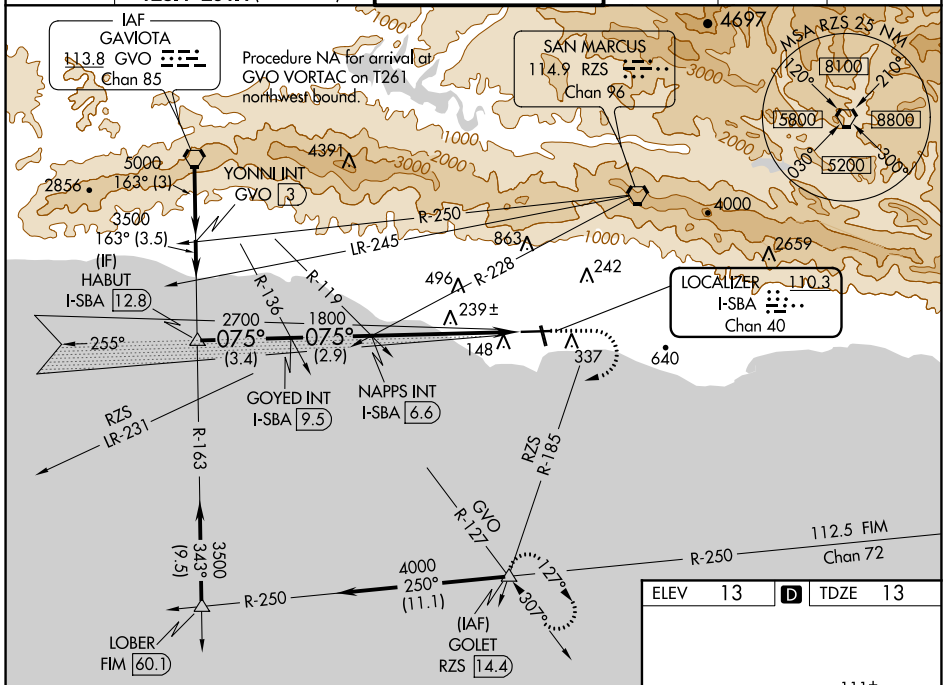 IAF
GAVIOTA
113.8 GVO
Chan 85
Procedure NA for arrival at
GVO VORTAC on T261
northwest bound.
SAN MARCUS
114.9 RZS
Chan 96
4697
MSA RZS 25 NM
120°
210°
030°
300°
8100
5800
8800
5200
3000
1000
2000
3000
1000
4391
2856
5000
163° (3)
YONNI INT
GVO 3
3500
163° (3.5)
R-250
LR-245
R-228
4000
2659
863
496
242
239±
(IF)
HABUT
I-SBA 12.8
R-136
R-119
LOCALIZER 110.3
I-SBA
Chan 40
255°
2700
075°
(3.4)
1800
075°
(2.9)
148
337
640
GOYED INT
I-SBA 9.5
NAPPS INT
I-SBA 6.6
RZS
LR-231
R-163
RZS
R-185
GVO
R-127
3500
343°
(9.5)
112.5 FIM
Chan 72
R-250
4000
250°
(11.1)
R-250
127°
307°
LOBER
FIM 60.1
(IAF)
GOLET
RZS 14.4
ELEV 13 D TDZE 13